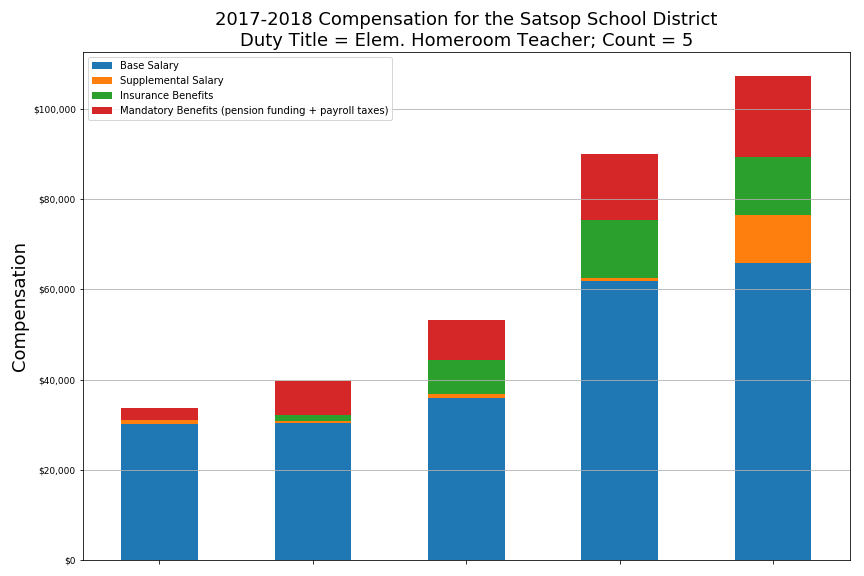 2017-2018 Compensation for the Satsop School District
Duty Title = Elem. Homeroom Teacher; Count = 5
Base Salary
Supplemental Salary
Insurance Benefits
Mandatory Benefits (pension funding + payroll taxes)
$100,000
$80,000
$60,000
$40,000
$20,000
$0
Compensation